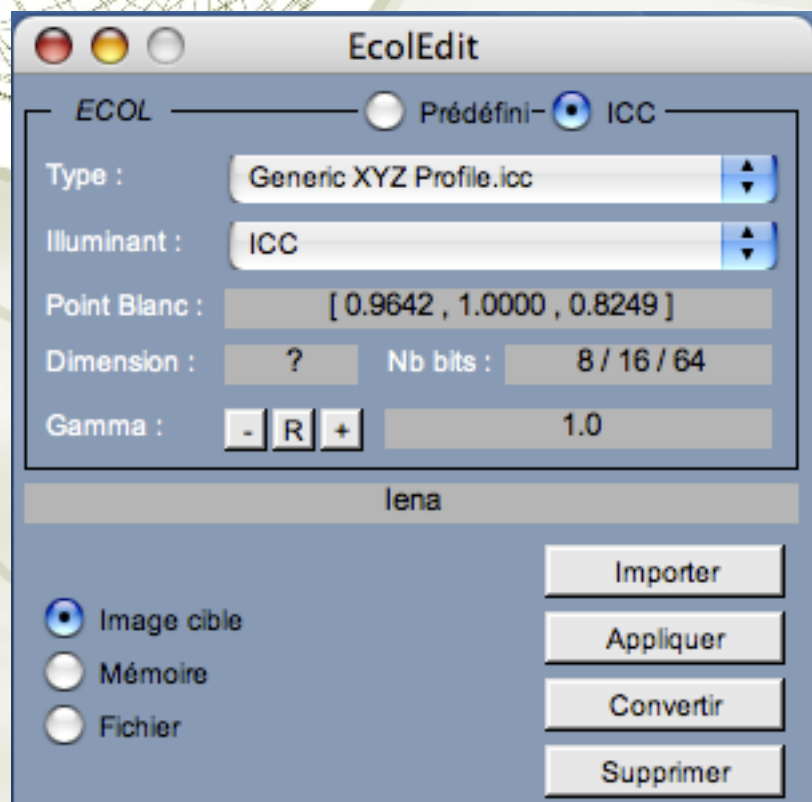 EcolEdit
ECOL Prédéfini ICC
Type : Generic XYZ Profile.icc
Illuminant : ICC
Point Blanc : [ 0.9642 , 1.0000 , 0.8249 ]
Dimension : ? Nb bits : 8 / 16 / 64
Gamma : - R + 1.0
lena
Importer
Image cible
Appliquer
Mémoire
Convertir
Fichier
Supprimer